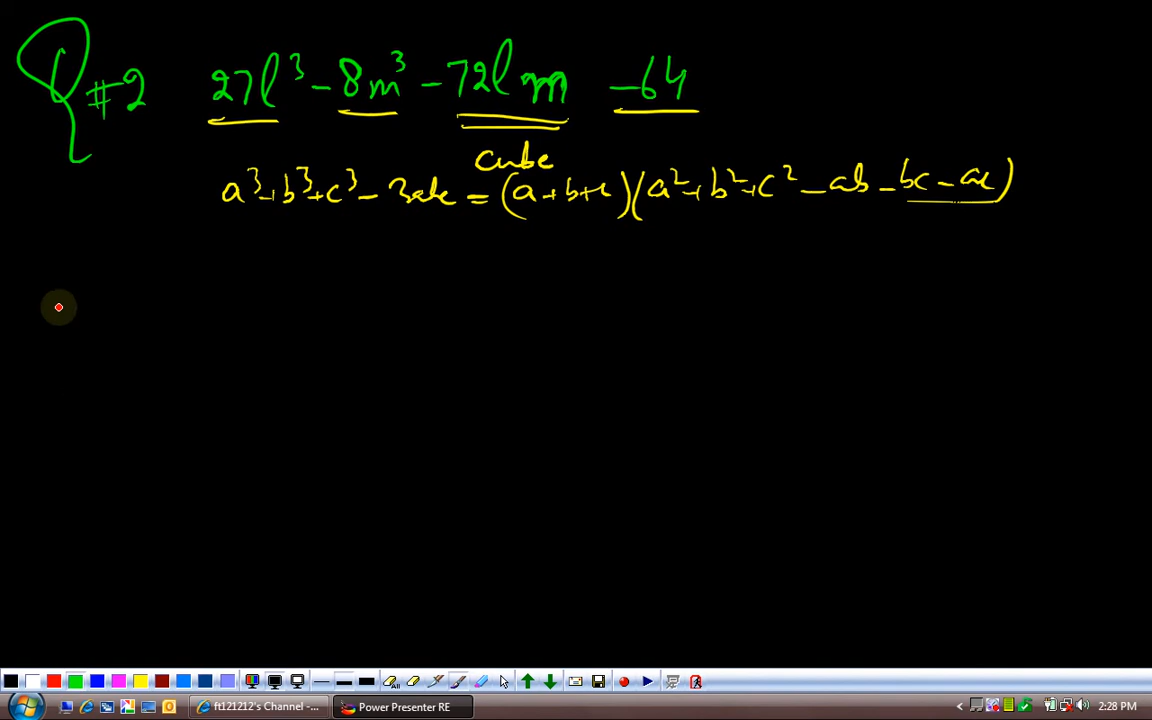 Q #2 27l³ - 8m³ - 72lm - 64
cube
a³+b³+c³ - 3abc = (a+b+c)(a²+b²+c² - ab - bc - ac)
ft121212's Channel -...
Power Presenter RE
2:28 PM